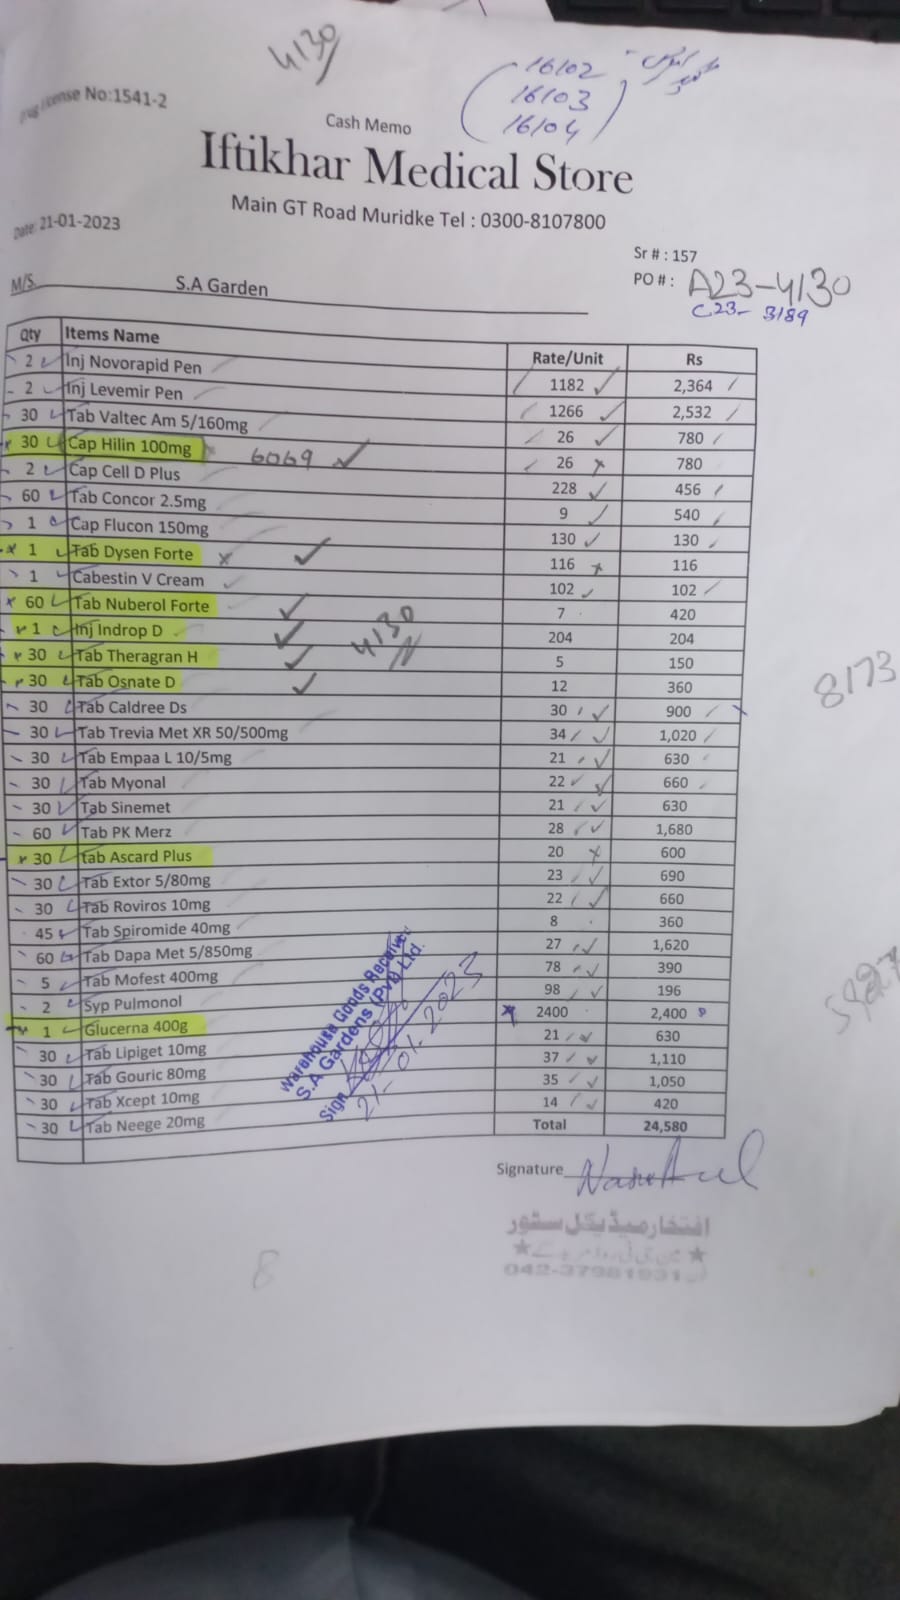 4130
16102
16103
16104
License No:1541-2
Cash Memo
Iftikhar Medical Store
Main GT Road Muridke Tel : 0300-8107800
Date: 21-01-2023
Sr # : 157
PO # : A23-4130
C23- 3189
M/S. S.A Garden
Qty Items Name Rate/Unit Rs
2 Inj Novorapid Pen 1182 2,364
2 Inj Levemir Pen 1266 2,532
30 Tab Valtec Am 5/160mg 26 780
30 Cap Hilin 100mg 6069 26 780
2 Cap Cell D Plus 228 456
60 Tab Concor 2.5mg 9 540
1 Cap Flucon 150mg 130 130
1 Tab Dysen Forte 116 116
1 Cabestin V Cream 102 102
60 Tab Nuberol Forte 7 420
1 Inj Indrop D 4130 204 204
30 Tab Theragran H N 5 150
30 Tab Osnate D 12 360
8173
30 Tab Caldree Ds 30 900
30 Tab Trevia Met XR 50/500mg 34 1,020
30 Tab Empaa L 10/5mg 21 630
30 Tab Myonal 22 660
30 Tab Sinemet 21 630
60 Tab PK Merz 28 1,680
30 tab Ascard Plus 20 600
30 Tab Extor 5/80mg 23 690
30 Tab Roviros 10mg 22 660
45 Tab Spiromide 40mg 8 360
60 Tab Dapa Met 5/850mg 27 1,620
5 Tab Mofest 400mg 78 390
2 Syp Pulmonol 98 196
1 Glucerna 400g 2400 2,400
30 Tab Lipiget 10mg 21 630
30 Tab Gouric 80mg 37 1,110
30 Tab Xcept 10mg 35 1,050
30 Tab Neege 20mg 14 420
Total 24,580
Warehouse Goods Receiver
S.A Gardens (Pvt) Ltd.
Sign
21-01-2023
Signature
افتخار میڈیکل سٹور
042-37981931
8